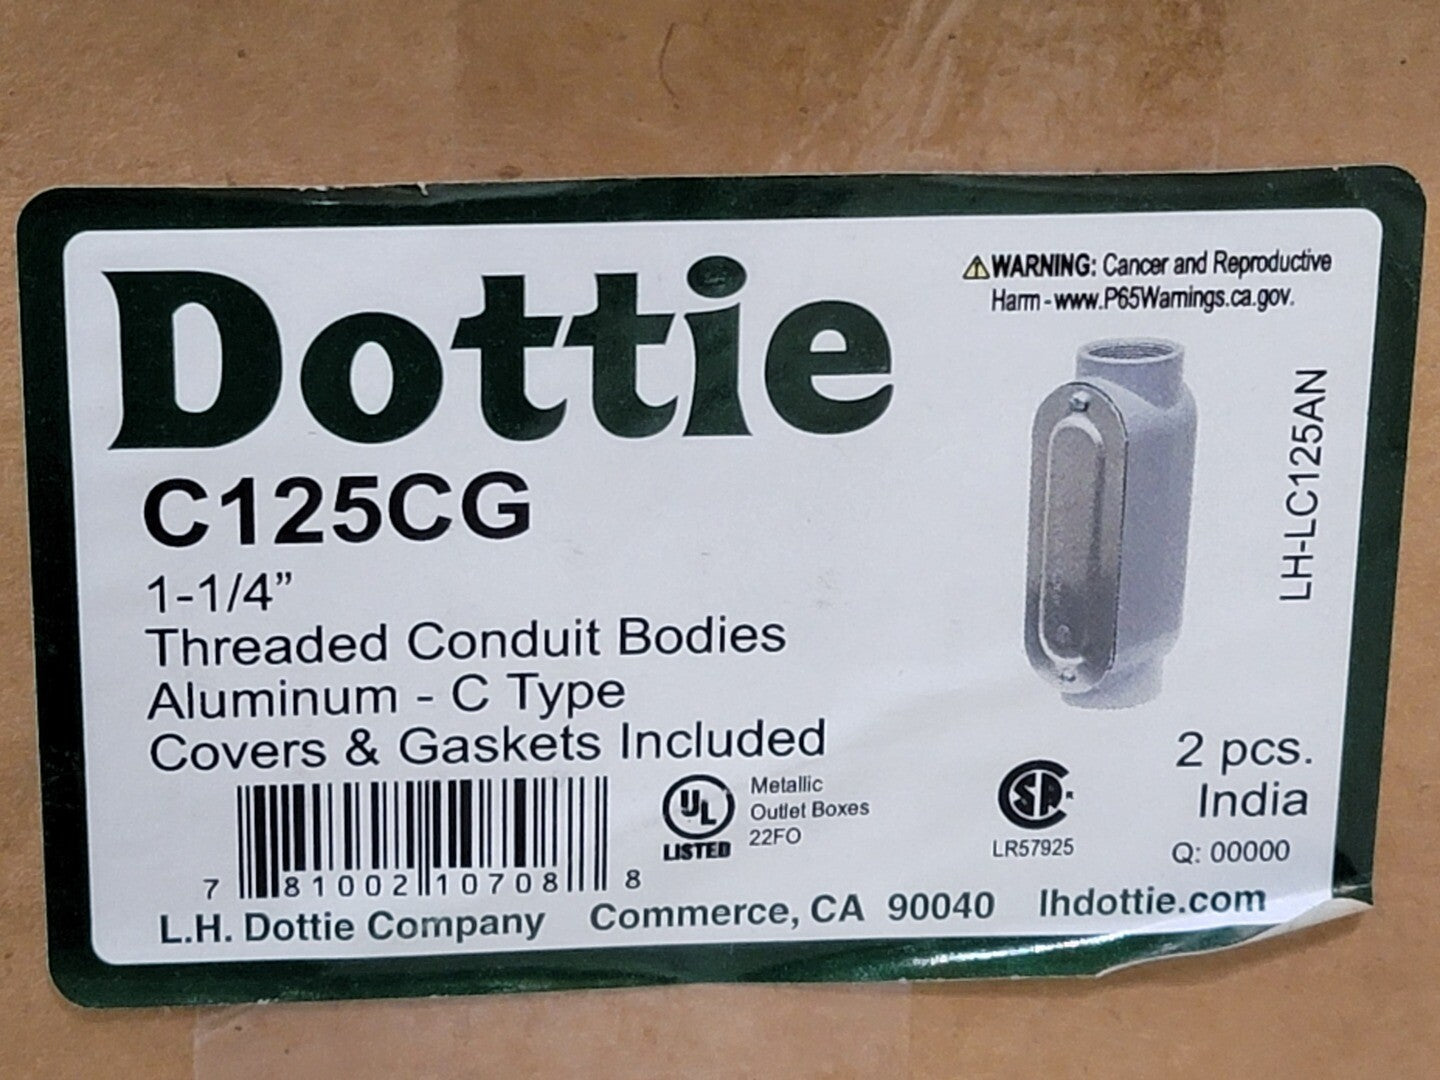 Dottie
WARNING: Cancer and Reproductive
Harm - www.P65Warnings.ca.gov.
C125CG
1-1/4”
Threaded Conduit Bodies
Aluminum - C Type
Covers & Gaskets Included
LH-LC125AN
2 pcs.
India
Q: 00000
UL
LISTED
Metallic
Outlet Boxes
22FO
SA
LR57925
7 81002 10708 8
L.H. Dottie Company Commerce, CA 90040 lhdottie.com